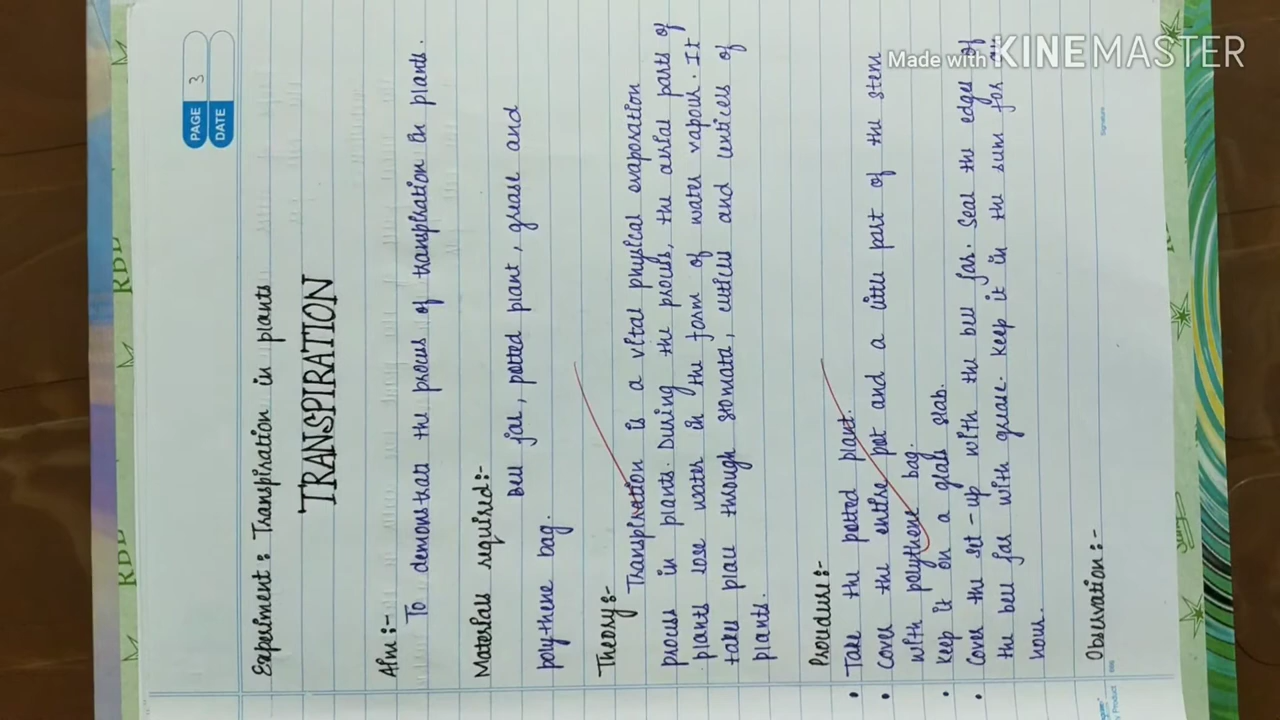 PAGE 3
DATE
Experiment: Transpiration in plants
TRANSPIRATION
Aim:-
To demonstrate the process of transpiration in plants.
Materials required:-
Bell jar, potted plant, grease and
polythene bag.
Theory:-
Transpiration is a vital physical evaporation
process in plants. During the process, the aerial parts of
plants lose water in the form of water vapour. It
takes place through stomata, cuticles and lenticles of
plants.
Procedure:-
• Take the potted plant.
• Cover the entire pot and a little part of the stem
with polythene bag.
• Keep it on a glass slab.
• Cover the set-up with the bell jar. Seal the edges of
the bell jar with grease. Keep it in the sun for an
hour.
Observation:-
Signature
Made with KINEMASTER
RBD
RBD
RBD